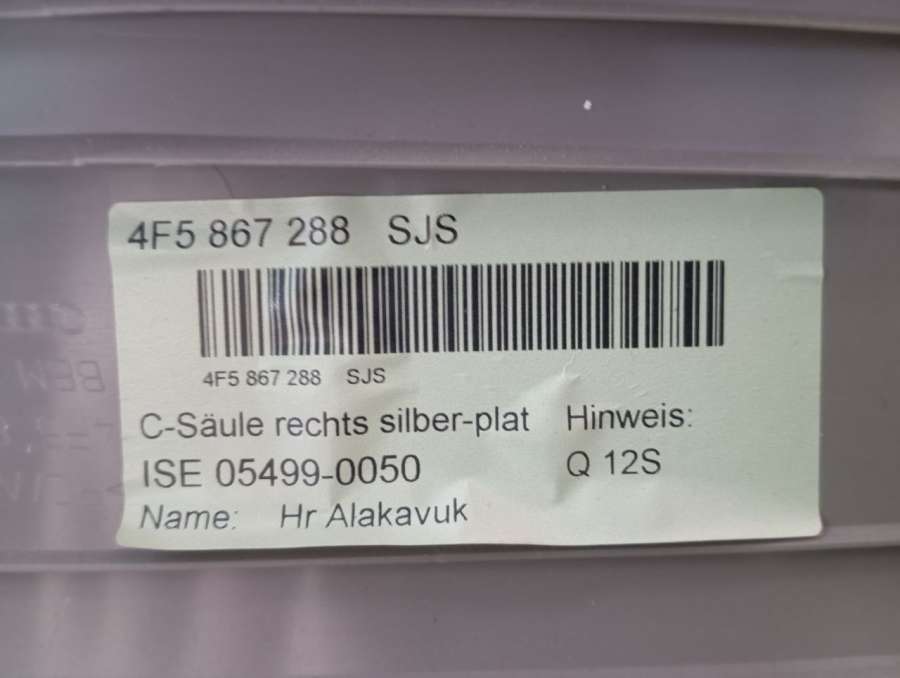 4F5 867 288 SJS
4F5 867 288 SJS
C-Säule rechts silber-plat
Hinweis:
ISE 05499-0050
Q 12S
Name: Hr Alakavuk